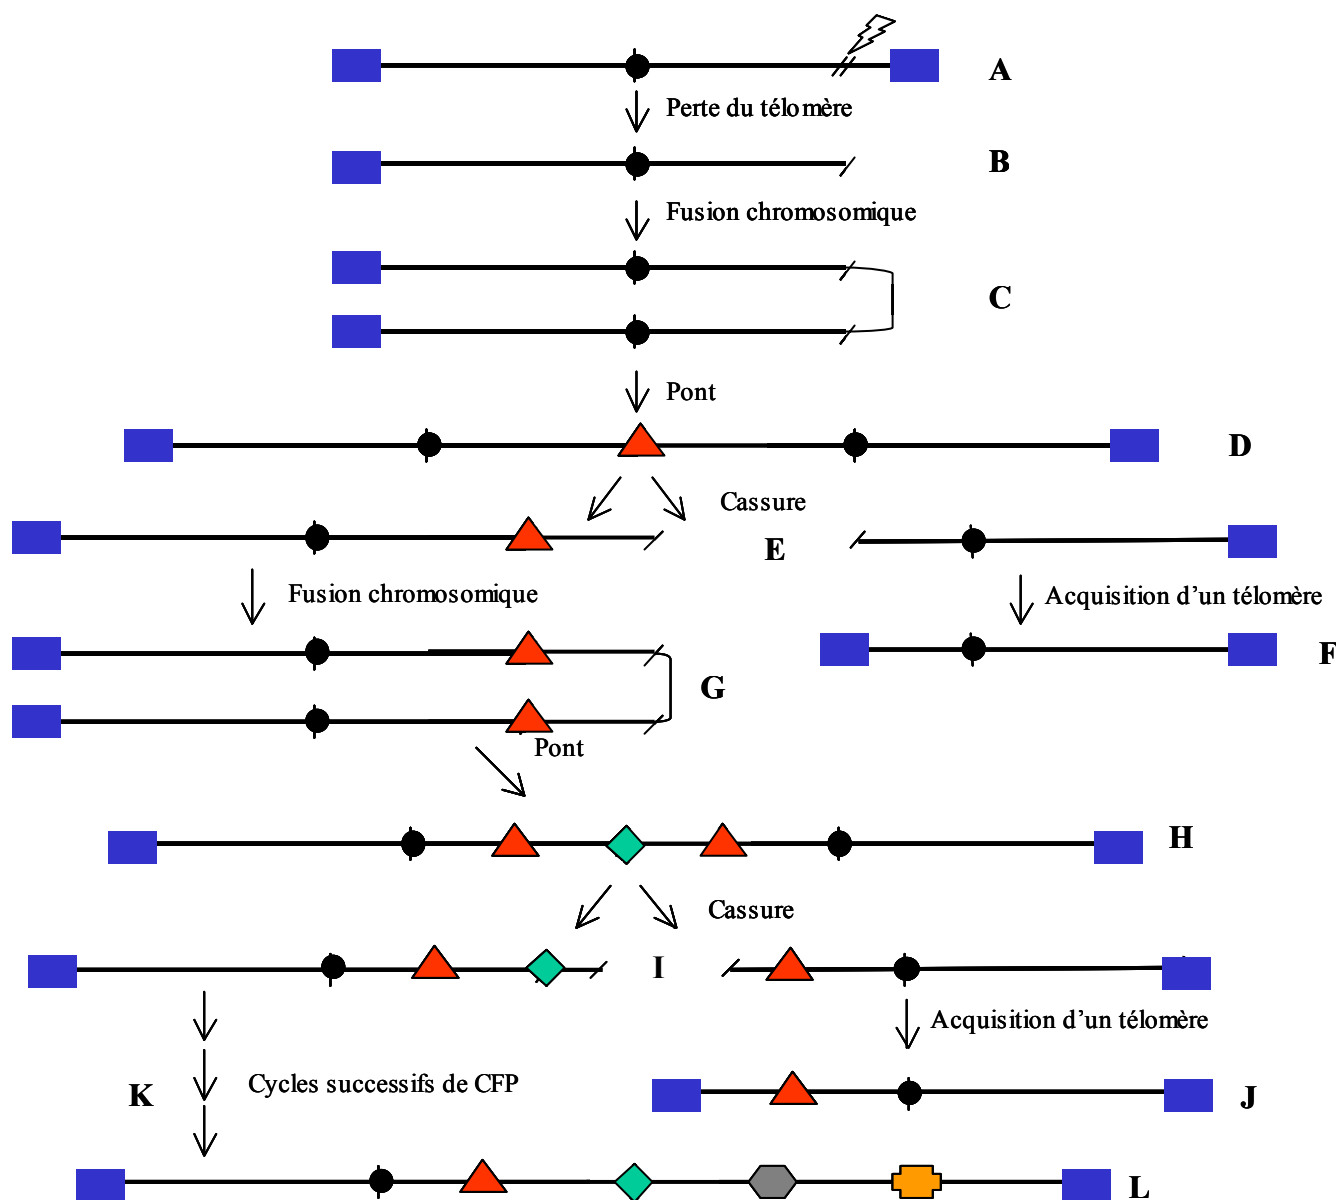 A
Perte du télomère
B
Fusion chromosomique
C
Pont
D
Cassure
E
Fusion chromosomique
Acquisition d’un télomère
F
G
Pont
H
Cassure
I
Acquisition d’un télomère
K
Cycles successifs de CFP
J
L